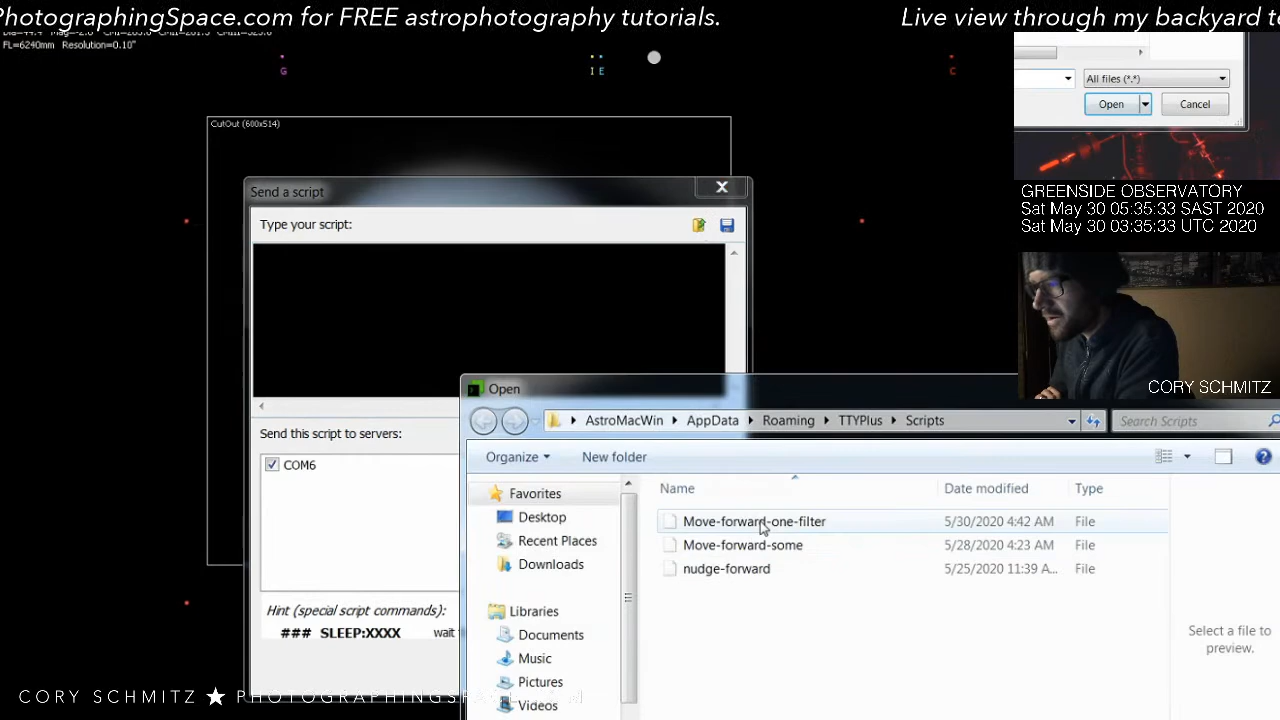 PhotographingSpace.com for FREE astrophotography tutorials.
Live view through my backyard te
FL=6240mm Resolution=0.10"
G
I E
C
CutOut (600x514)
All files (*.*)
Open
Cancel
GREENSIDE OBSERVATORY
Sat May 30 05:35:33 SAST 2020
Sat May 30 03:35:33 UTC 2020
CORY SCHMITZ
Send a script
Type your script:
Send this script to servers:
COM6
Hint (special script commands):
### SLEEP:XXXX wait
Open
AstroMacWin AppData Roaming TTYPlus Scripts
Search Scripts
Organize
New folder
Name
Date modified
Type
Favorites
Desktop
Recent Places
Downloads
Libraries
Documents
Music
Pictures
Videos
Move-forward-one-filter
5/30/2020 4:42 AM
File
Move-forward-some
5/28/2020 4:23 AM
File
nudge-forward
5/25/2020 11:39 A...
File
Select a file to
preview.
CORY SCHMITZ ★ PHOTOGRAPHINGSP